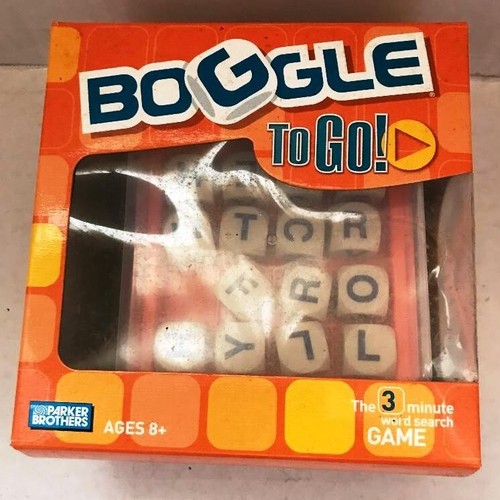 BOGGLE
TO GO!
T C R
R O
Y L L
The 3 minute
word search
GAME
PARKER
BROTHERS
AGES 8+